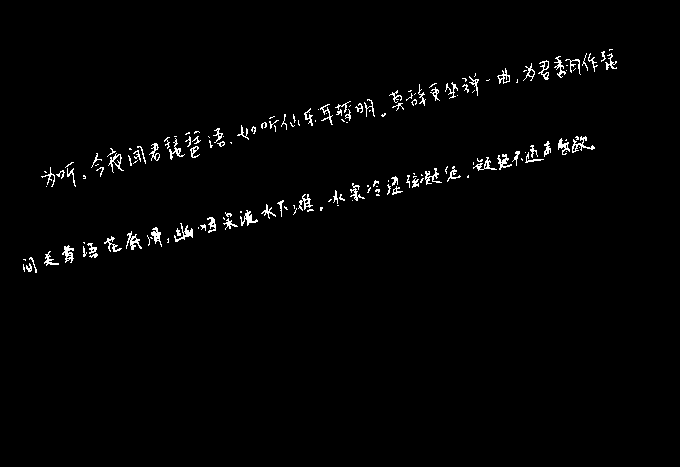 为听。今夜闻君琵琶语,如听仙乐耳暂明。莫辞更坐弹一曲,为君翻作琵
间关莺语花底滑,幽咽泉流水下滩。水泉冷涩弦凝绝,凝绝不通声暂歇。